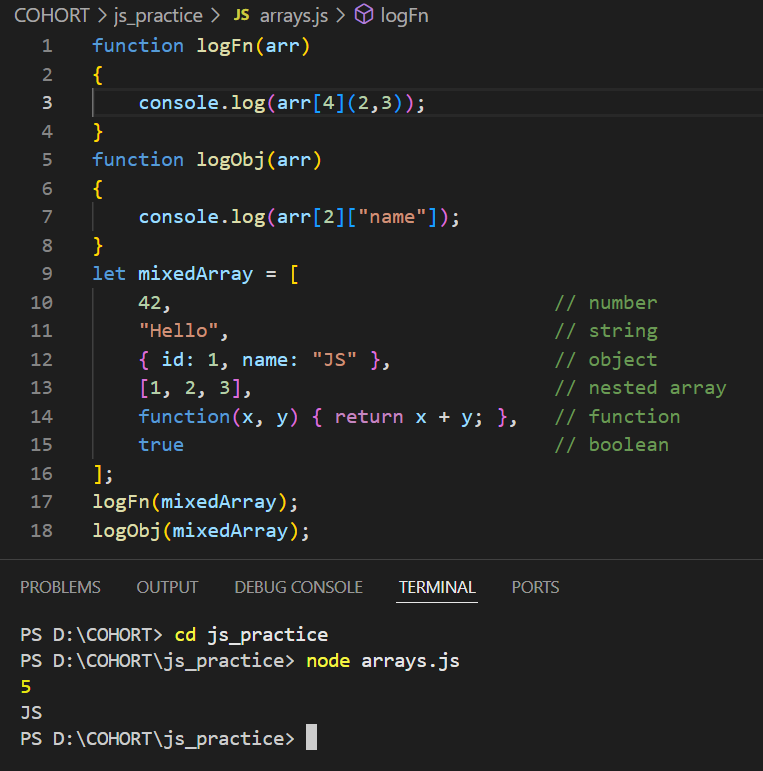 COHORT > js_practice > JS arrays.js > logFn
1 function logFn(arr)
2 {
3     console.log(arr[4](2,3));
4 }
5 function logObj(arr)
6 {
7     console.log(arr[2]["name"]);
8 }
9 let mixedArray = [
10     42,                                 // number
11     "Hello",                            // string
12     { id: 1, name: "JS" },              // object
13     [1, 2, 3],                          // nested array
14     function(x, y) { return x + y; },   // function
15     true                                // boolean
16 ];
17 logFn(mixedArray);
18 logObj(mixedArray);
PROBLEMS OUTPUT DEBUG CONSOLE TERMINAL PORTS
PS D:\COHORT> cd js_practice
PS D:\COHORT\js_practice> node arrays.js
5
JS
PS D:\COHORT\js_practice>